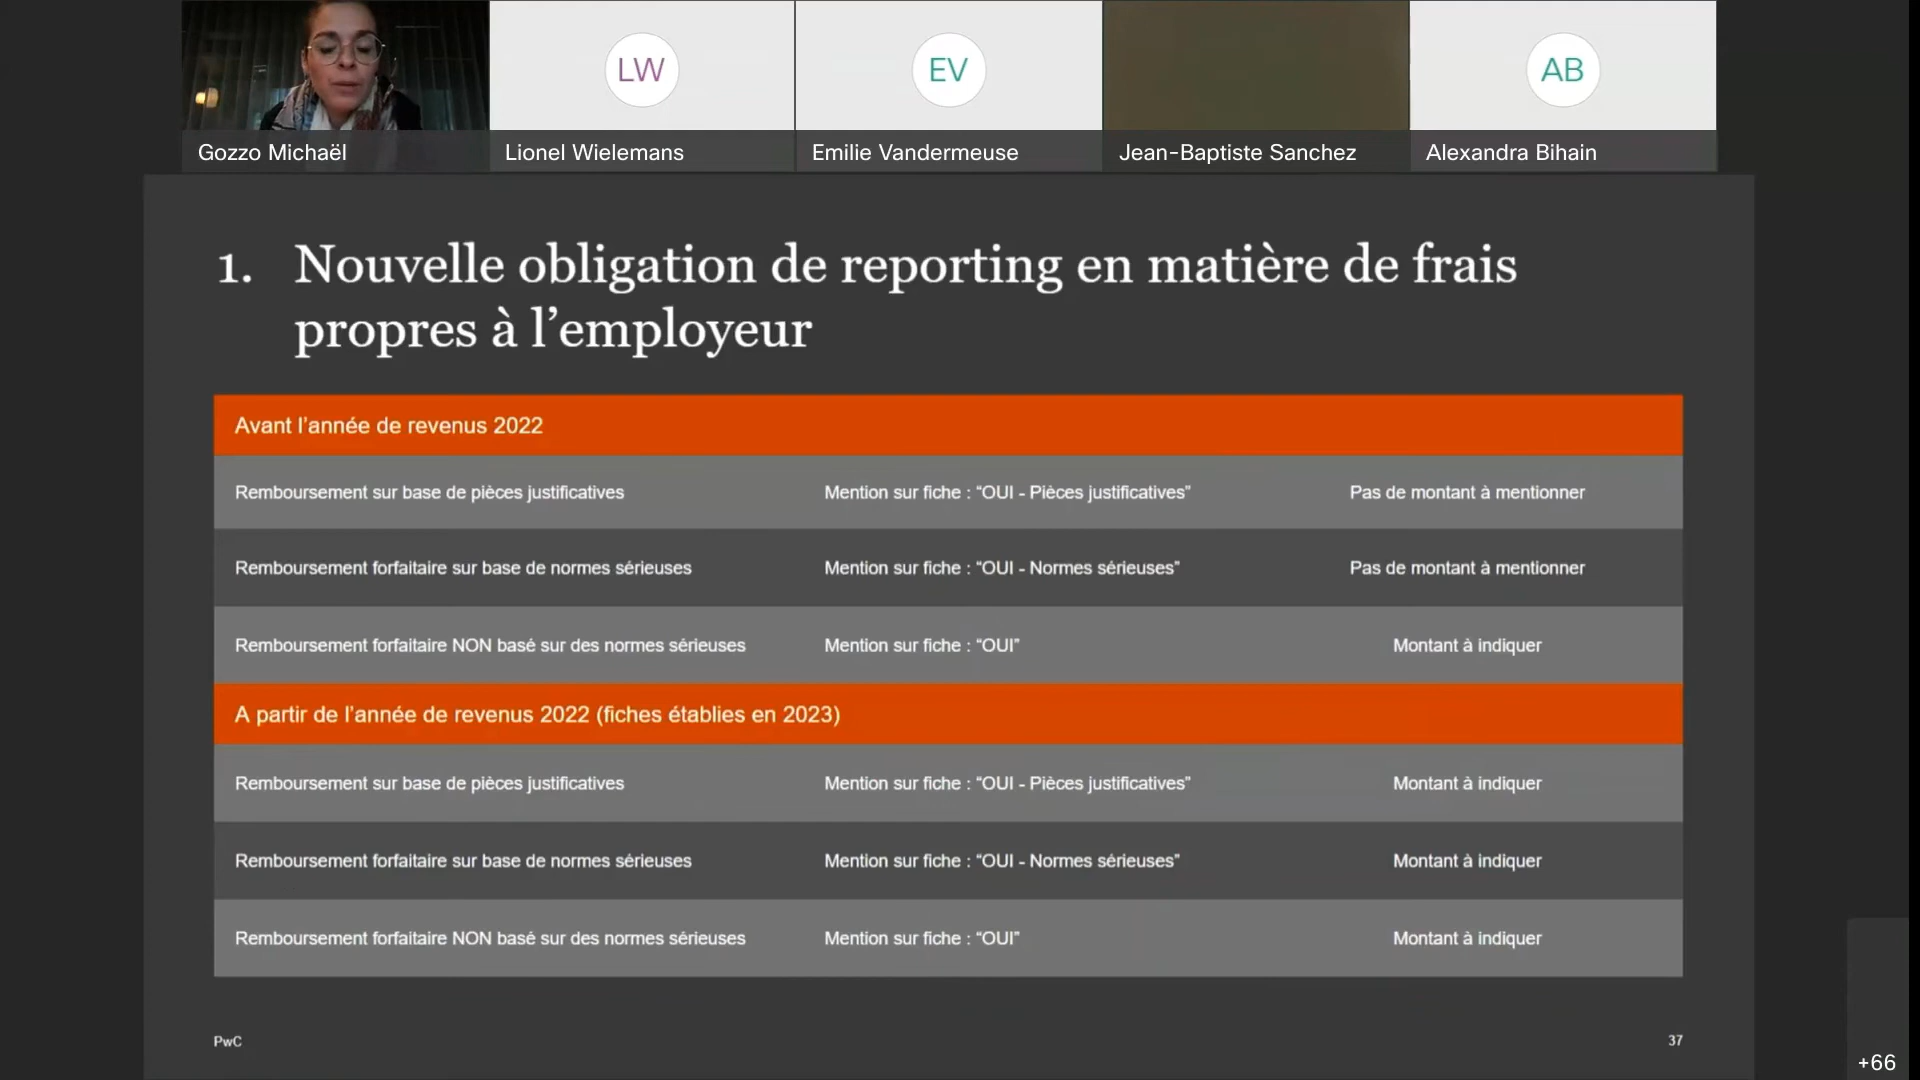 LW
EV
AB
Gozzo Michaël
Lionel Wielemans
Emilie Vandermeuse
Jean-Baptiste Sanchez
Alexandra Bihain
1. Nouvelle obligation de reporting en matière de frais
propres à l’employeur
Avant l’année de revenus 2022
Remboursement sur base de pièces justificatives Mention sur fiche : “OUI - Pièces justificatives” Pas de montant à mentionner
Remboursement forfaitaire sur base de normes sérieuses Mention sur fiche : “OUI - Normes sérieuses” Pas de montant à mentionner
Remboursement forfaitaire NON basé sur des normes sérieuses Mention sur fiche : “OUI” Montant à indiquer
A partir de l’année de revenus 2022 (fiches établies en 2023)
Remboursement sur base de pièces justificatives Mention sur fiche : “OUI - Pièces justificatives” Montant à indiquer
Remboursement forfaitaire sur base de normes sérieuses Mention sur fiche : “OUI - Normes sérieuses” Montant à indiquer
Remboursement forfaitaire NON basé sur des normes sérieuses Mention sur fiche : “OUI” Montant à indiquer
PwC 37
+66